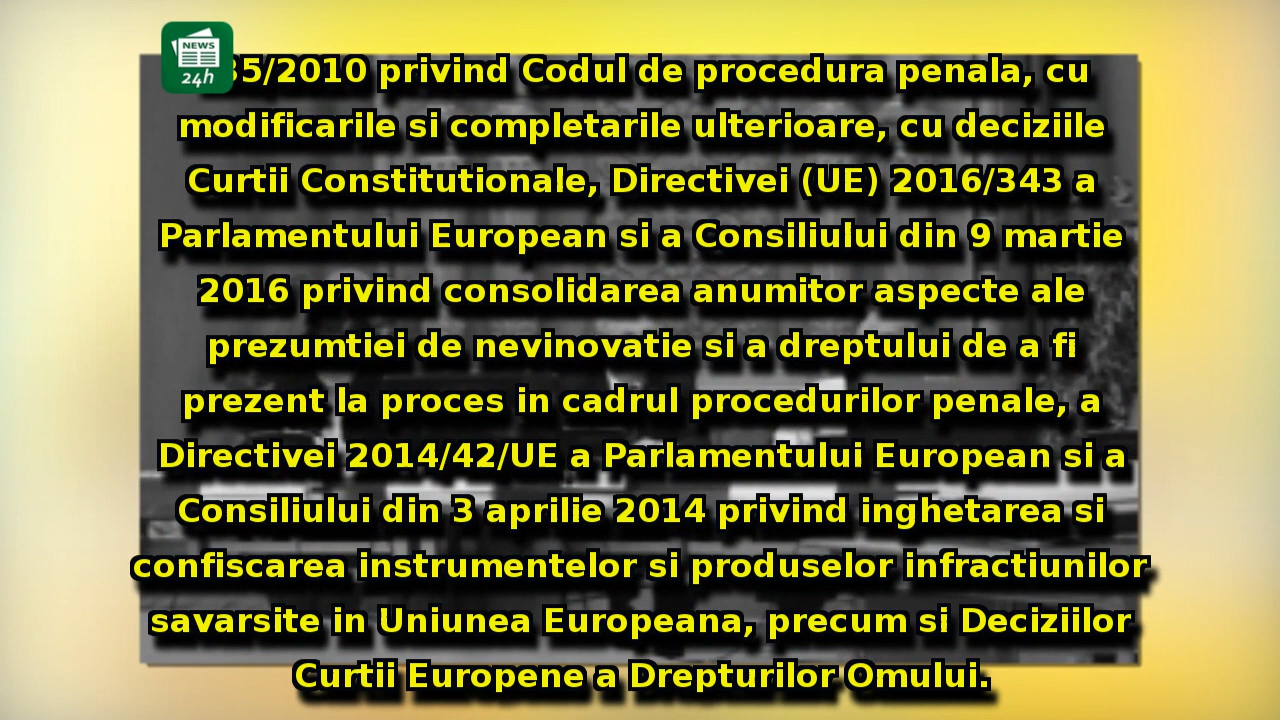 NEWS
24h
35/2010 privind Codul de procedura penala, cu
modificarile si completarile ulterioare, cu deciziile
Curtii Constitutionale, Directivei (UE) 2016/343 a
Parlamentului European si a Consiliului din 9 martie
2016 privind consolidarea anumitor aspecte ale
prezumtiei de nevinovatie si a dreptului de a fi
prezent la proces in cadrul procedurilor penale, a
Directivei 2014/42/UE a Parlamentului European si a
Consiliului din 3 aprilie 2014 privind inghetarea si
confiscarea instrumentelor si produselor infractiunilor
savarsite in Uniunea Europeana, precum si Deciziilor
Curtii Europene a Drepturilor Omului.